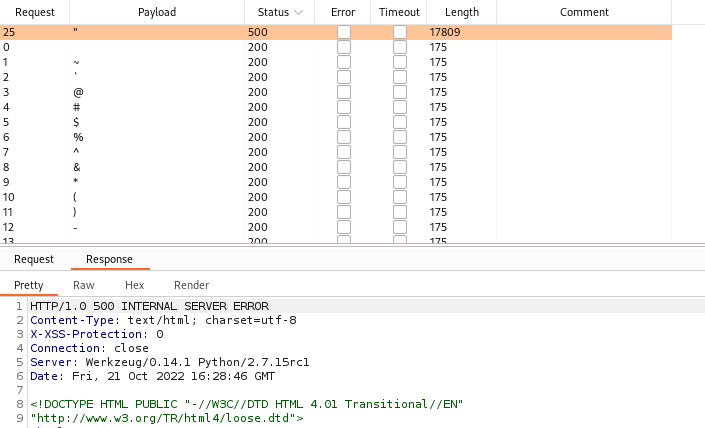 Request Payload Status Error Timeout Length Comment
25 " 500 17809
0 200 175
1 ~ 200 175
2 ` 200 175
3 @ 200 175
4 # 200 175
5 $ 200 175
6 % 200 175
7 ^ 200 175
8 & 200 175
9 * 200 175
10 ( 200 175
11 ) 200 175
12 - 200 175
13 200 175
Request Response
Pretty Raw Hex Render
1 HTTP/1.0 500 INTERNAL SERVER ERROR
2 Content-Type: text/html; charset=utf-8
3 X-XSS-Protection: 0
4 Connection: close
5 Server: Werkzeug/0.14.1 Python/2.7.15rc1
6 Date: Fri, 21 Oct 2022 16:28:46 GMT
7
8 <!DOCTYPE HTML PUBLIC "-//W3C//DTD HTML 4.01 Transitional//EN"
9 "http://www.w3.org/TR/html4/loose.dtd">